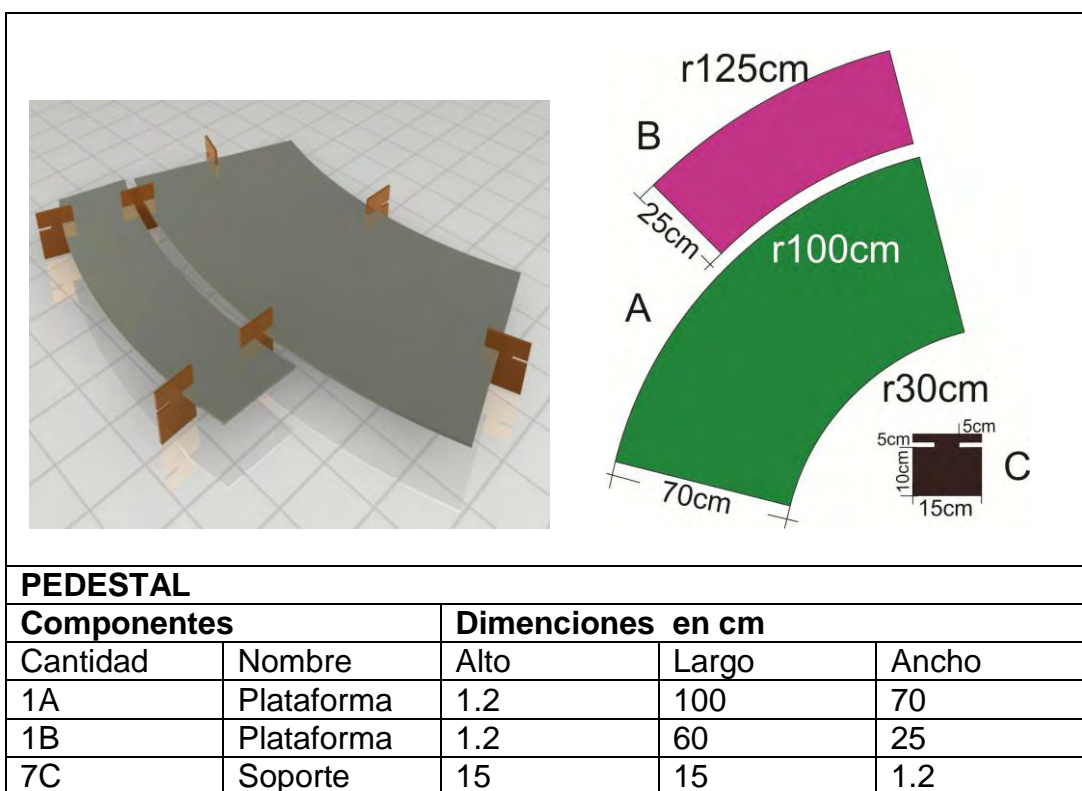 r125cm
B
25cm
r100cm
A
r30cm
5cm
5cm
10cm
C
15cm
70cm
PEDESTAL
Componentes Dimenciones en cm
Cantidad Nombre Alto Largo Ancho
1A Plataforma 1.2 100 70
1B Plataforma 1.2 60 25
7C Soporte 15 15 1.2